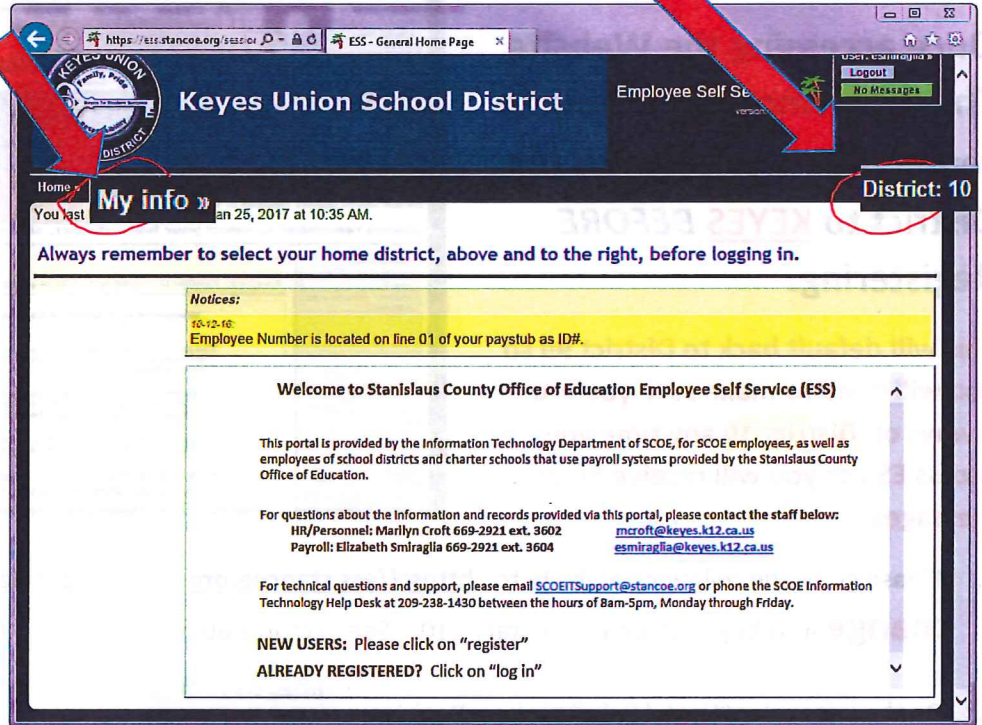 https://ess.stancoe.org/session
ESS - General Home Page
KEYES UNION
Family, Pride
DISTRICT
Keyes Union School District
Employee Self Se
version
User: esmiraglia »
Logout
No Messages
Home »
My info »
District: 10
You last
an 25, 2017 at 10:35 AM.
Always remember to select your home district, above and to the right, before logging in.
Notices:
10-12-16:
Employee Number is located on line 01 of your paystub as ID#.
Welcome to Stanislaus County Office of Education Employee Self Service (ESS)
This portal is provided by the Information Technology Department of SCOE, for SCOE employees, as well as
employees of school districts and charter schools that use payroll systems provided by the Stanislaus County
Office of Education.
For questions about the information and records provided via this portal, please contact the staff below:
HR/Personnel: Marilyn Croft 669-2921 ext. 3602 mcroft@keyes.k12.ca.us
Payroll: Elizabeth Smiraglia 669-2921 ext. 3604 esmiraglia@keyes.k12.ca.us
For technical questions and support, please email SCOEITSupport@stancoe.org or phone the SCOE Information
Technology Help Desk at 209-238-1430 between the hours of 8am-5pm, Monday through Friday.
NEW USERS: Please click on "register"
ALREADY REGISTERED? Click on "log in"